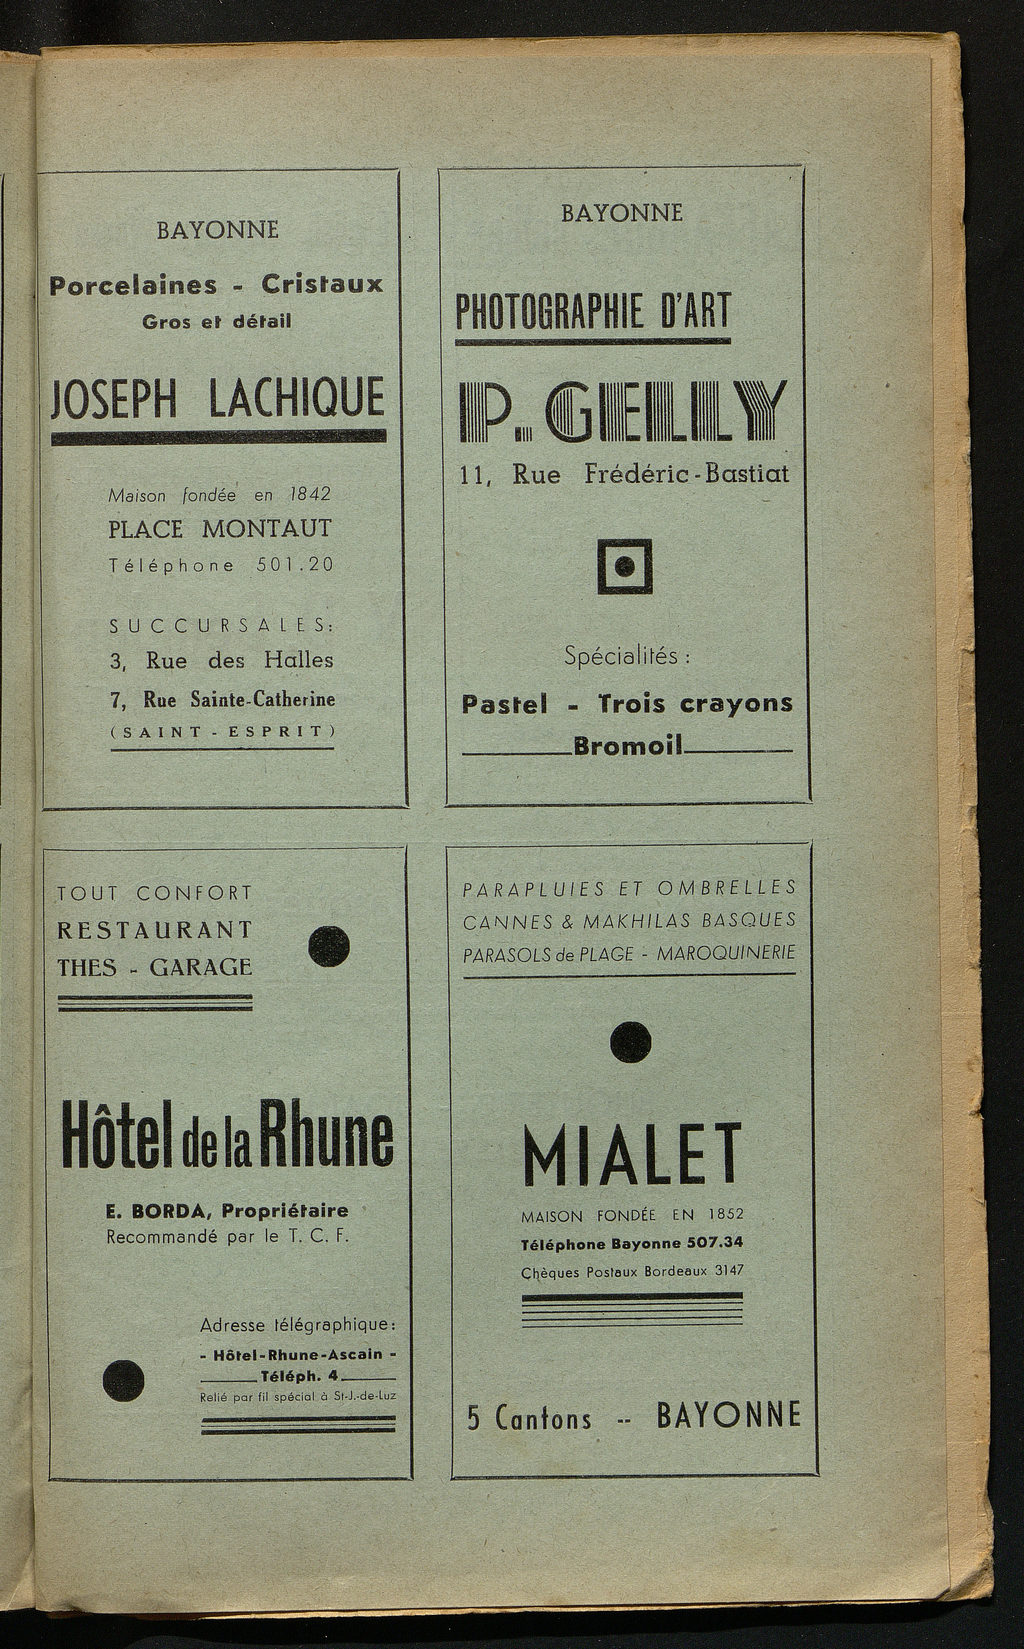 BAYONNE
Porcelaines - Cristaux
Gros et détail
JOSEPH LACHIQUE
Maison fondée en 1842
PLACE MONTAUT
Téléphone 501.20
SUCCURSALES:
3, Rue des Halles
7, Rue Sainte-Catherine
(SAINT-ESPRIT)
BAYONNE
PHOTOGRAPHIE D'ART
P. GELLY
11, Rue Frédéric-Bastiat
Spécialités :
Pastel - Trois crayons
Bromoil
TOUT CONFORT
RESTAURANT
THES - GARAGE
Hôtel de la Rhune
E. BORDA, Propriétaire
Recommandé par le T. C. F.
Adresse télégraphique:
- Hôtel-Rhune-Ascain -
Téléph. 4
Relié par fil spécial à St-J.-de-Luz
PARAPLUIES ET OMBRELLES
CANNES & MAKHILAS BASQUES
PARASOLS de PLAGE - MAROQUINERIE
MIALET
MAISON FONDÉE EN 1852
Téléphone Bayonne 507.34
Chèques Postaux Bordeaux 3147
5 Cantons -- BAYONNE